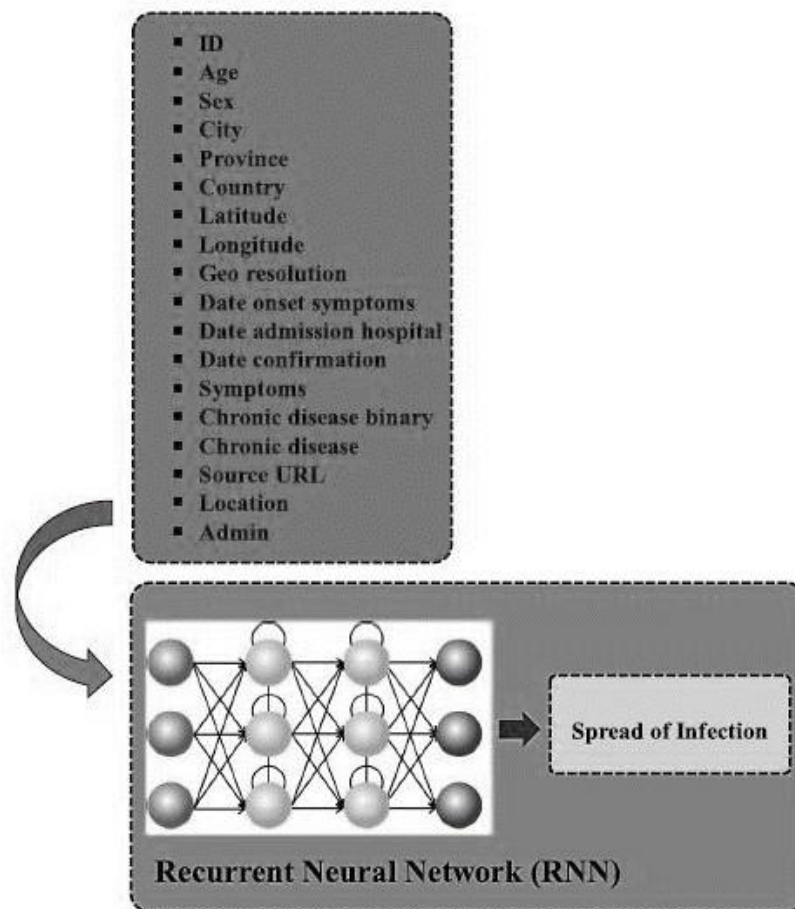 ID
Age
Sex
City
Province
Country
Latitude
Longitude
Geo resolution
Date onset symptoms
Date admission hospital
Date confirmation
Symptoms
Chronic disease binary
Chronic disease
Source URL
Location
Admin
Spread of Infection
Recurrent Neural Network (RNN)